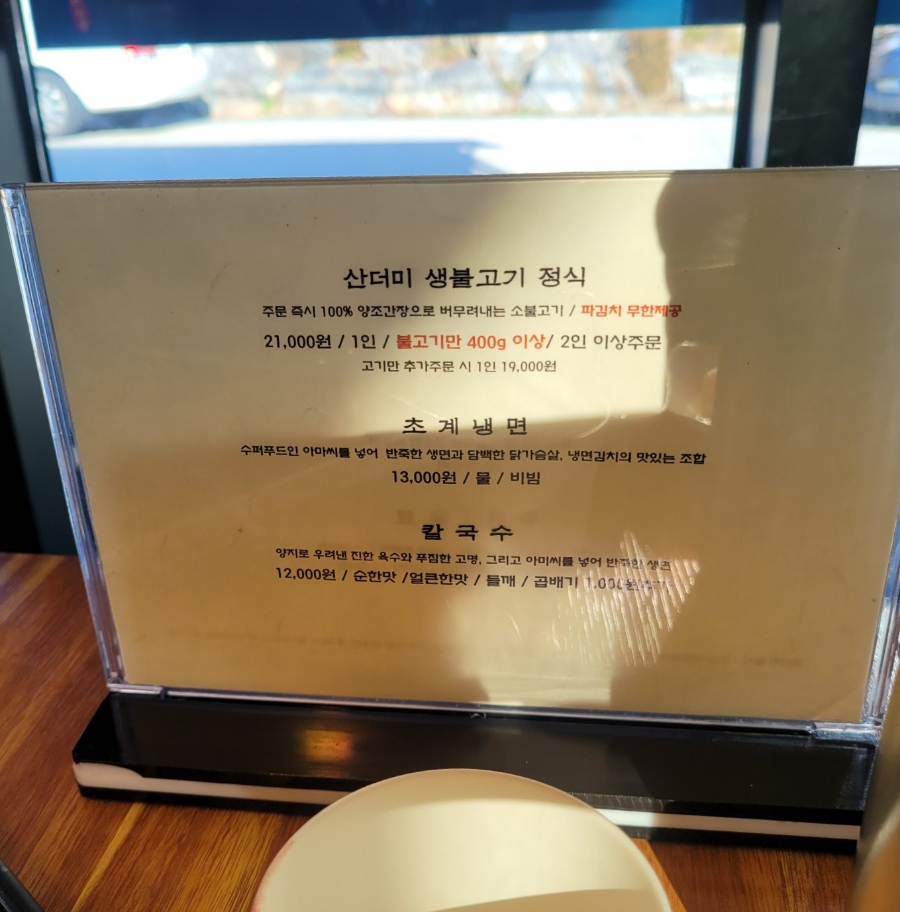 산더미 생불고기 정식
주문 즉시 100% 양조간장으로 버무려내는 소불고기 / 파김치 무한제공
21,000원 / 1인 / 불고기만 400g 이상/ 2인 이상주문
고기만 추가주문 시 1인 19,000원
초 계 냉 면
수퍼푸드인 아마씨를 넣어 반죽한 생면과 담백한 닭가슴살, 냉면김치의 맛있는 조합
13,000원 / 물 / 비빔
칼 국 수
양지로 우려낸 진한 육수와 푸짐한 고명, 그리고 아미씨를 넣어 반죽한 생면
12,000원 / 순한맛 /얼큰한맛 / 들깨 / 곱배기 1,000원